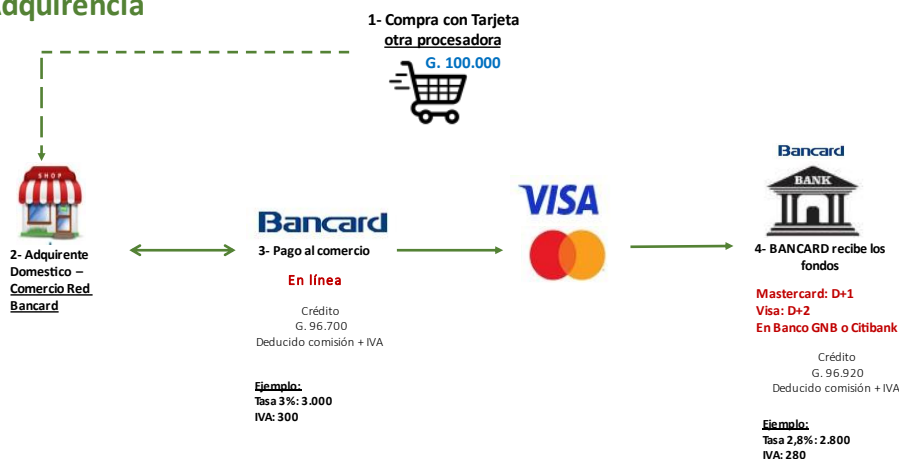 Adquirencia
1- Compra con Tarjeta
otra procesadora
G. 100.000
SHOP
2- Adquirente
Domestico –
Comercio Red
Bancard
Bancard
3- Pago al comercio
En línea
Crédito
G. 96.700
Deducido comisión + IVA
Ejemplo:
Tasa 3%: 3.000
IVA: 300
VISA
Bancard
BANK
4- BANCARD recibe los
fondos
Mastercard: D+1
Visa: D+2
En Banco GNB o Citibank
Crédito
G. 96.920
Deducido comisión + IVA
Ejemplo:
Tasa 2,8%: 2.800
IVA: 280